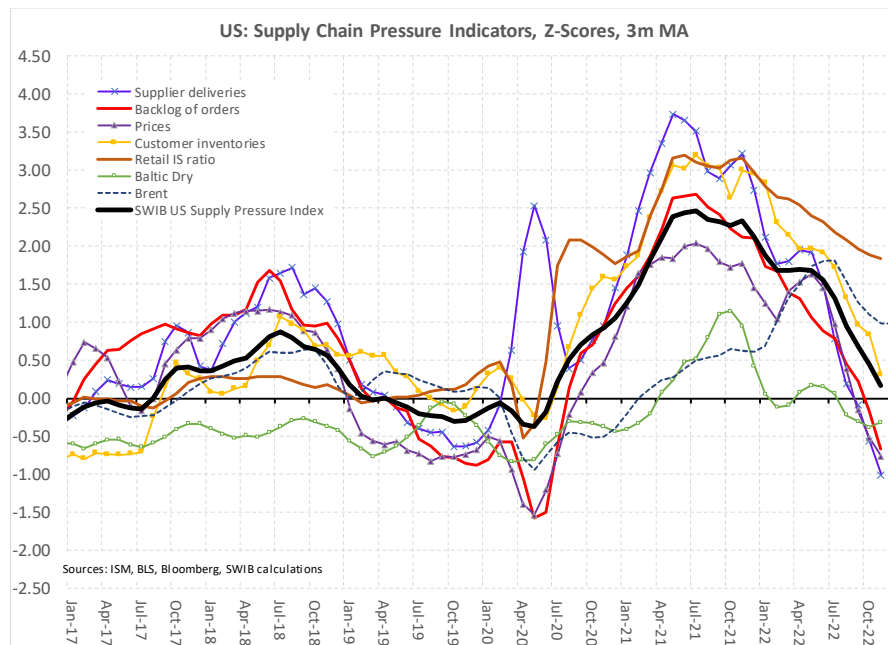 US: Supply Chain Pressure Indicators, Z-Scores, 3m MA
4.50
4.00
3.50
3.00
2.50
2.00
1.50
1.00
0.50
0.00
-0.50
-1.00
-1.50
-2.00
-2.50
Supplier deliveries
Backlog of orders
Prices
Customer inventories
Retail IS ratio
Baltic Dry
Brent
SWIB US Supply Pressure Index
Sources: ISM, BLS, Bloomberg, SWIB calculations
Jan-17
Apr-17
Jul-17
Oct-17
Jan-18
Apr-18
Jul-18
Oct-18
Jan-19
Apr-19
Jul-19
Oct-19
Jan-20
Apr-20
Jul-20
Oct-20
Jan-21
Apr-21
Jul-21
Oct-21
Jan-22
Apr-22
Jul-22
Oct-22